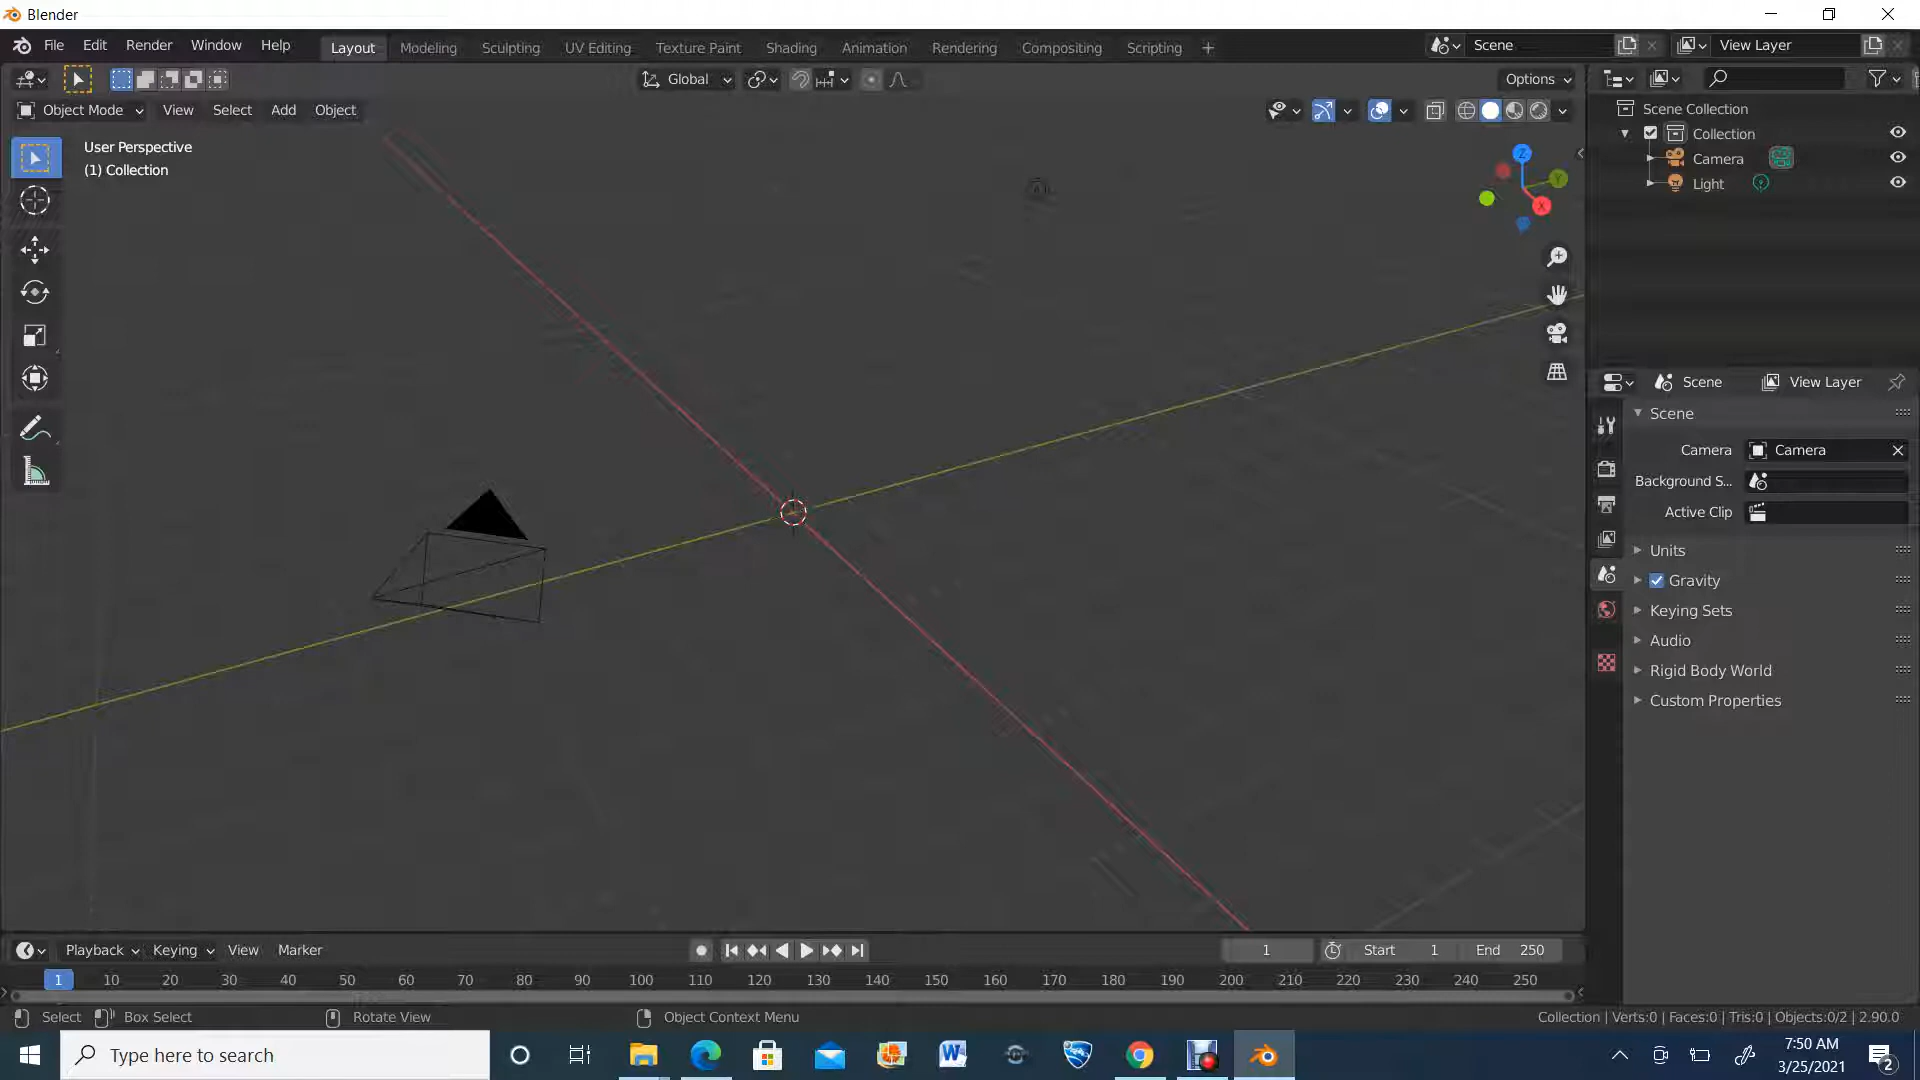 Blender
File Edit Render Window Help Layout Modeling Sculpting UV Editing Texture Paint Shading Animation Rendering Compositing Scripting + Scene View Layer
Global Options
Object Mode View Select Add Object
User Perspective
(1) Collection
Z
Y
X
Scene Collection
Collection
Camera
Light
Scene View Layer
Scene
Camera Camera
Background S...
Active Clip
Units
Gravity
Keying Sets
Audio
Rigid Body World
Custom Properties
Playback Keying View Marker 1 Start 1 End 250
1 10 20 30 40 50 60 70 80 90 100 110 120 130 140 150 160 170 180 190 200 210 220 230 240 250
Select Box Select Rotate View Object Context Menu Collection | Verts:0 | Faces:0 | Tris:0 | Objects:0/2 | 2.90.0
Type here to search
7:50 AM
3/25/2021
2